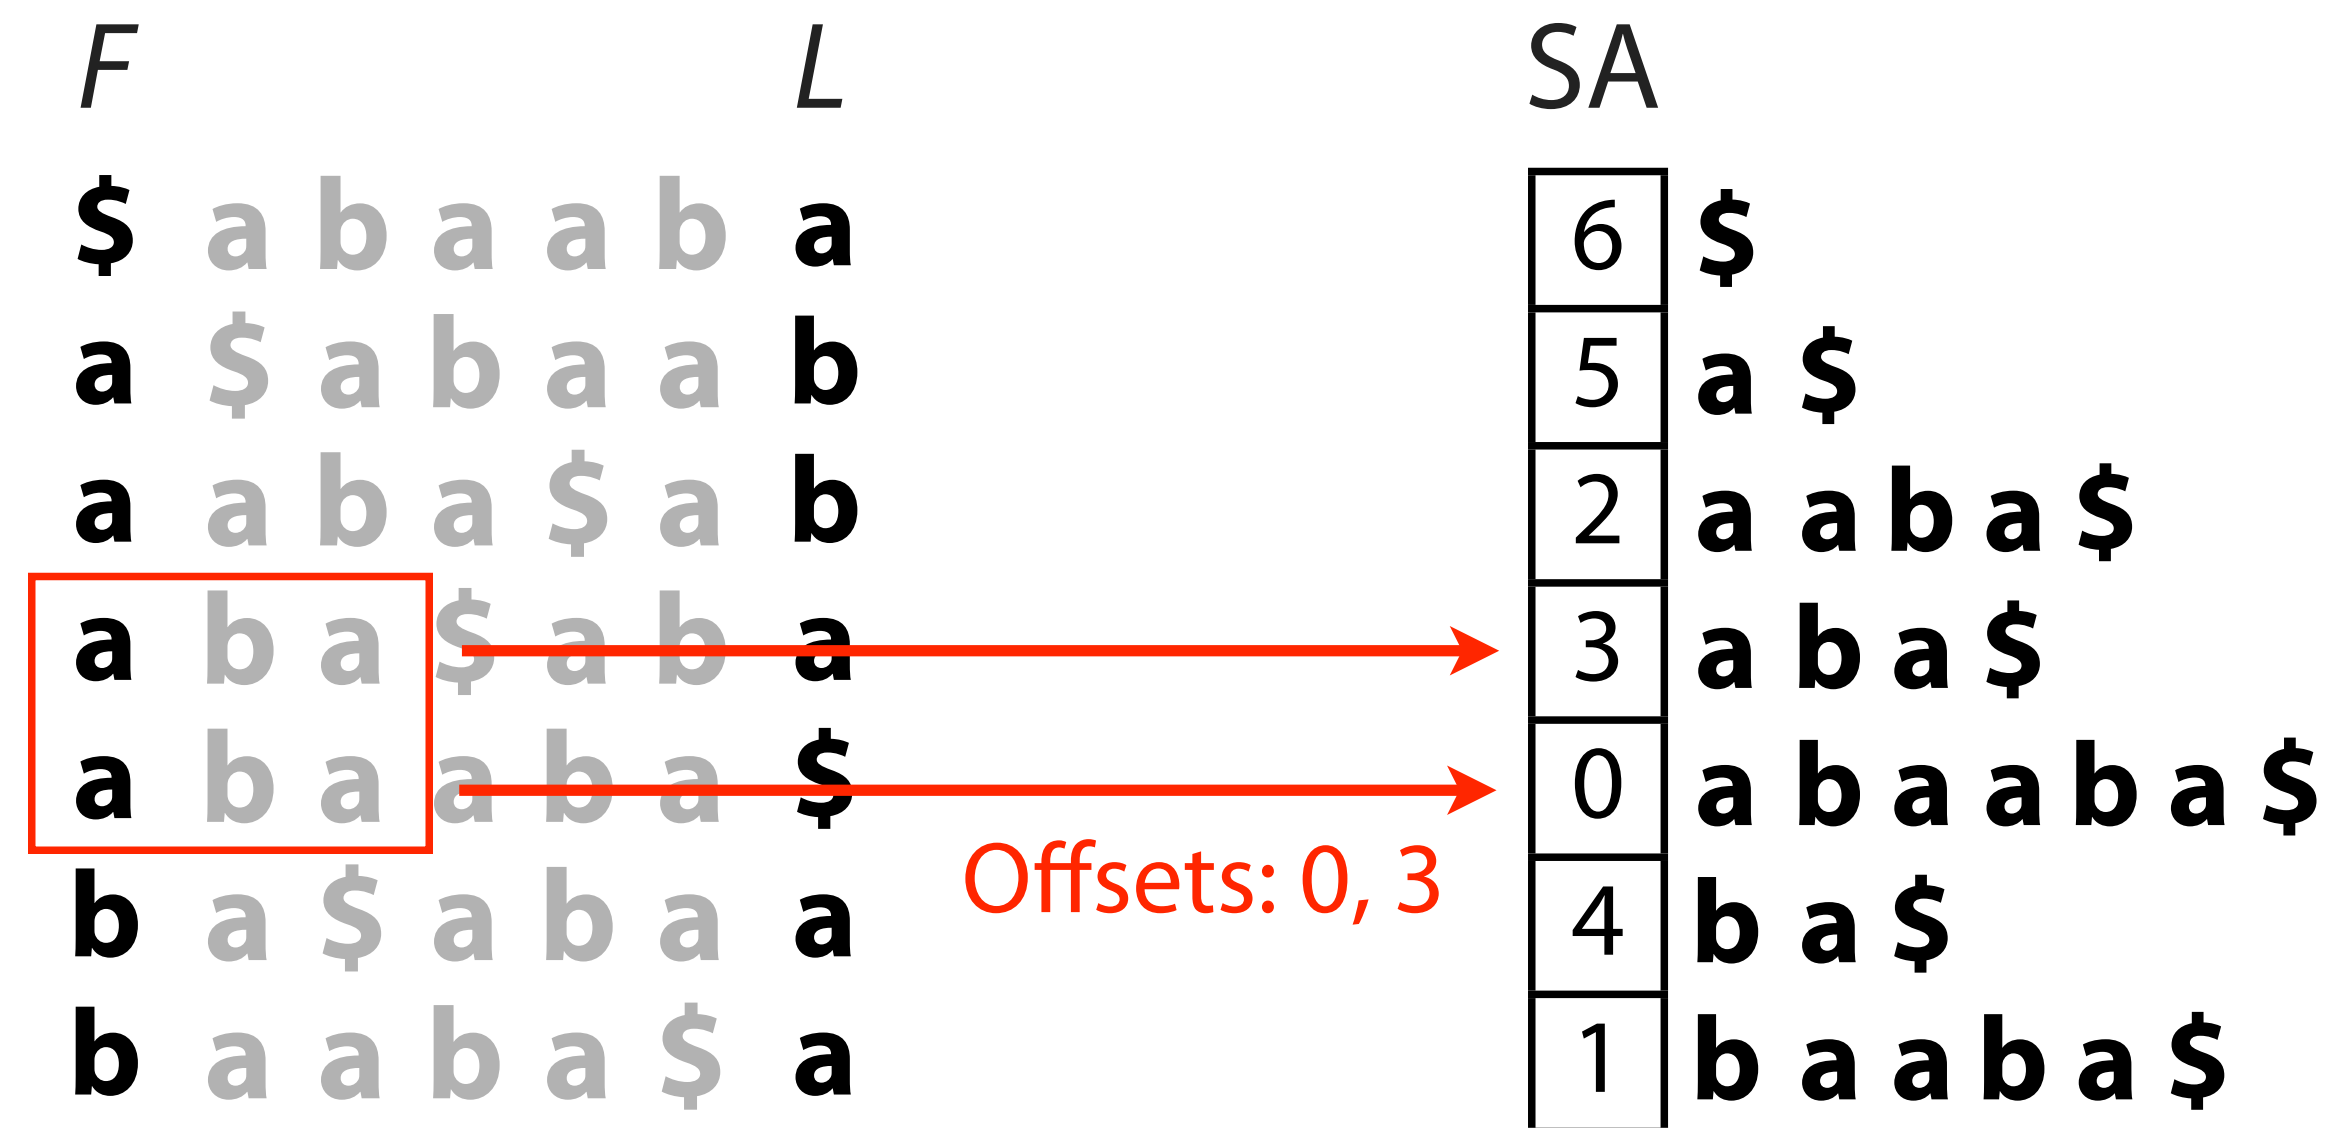 F L SA
$ a b a a b a 6 $
a $ a b a a b 5 a $
a a b a $ a b 2 a a b a $
a b a $ a b a 3 a b a $
a b a a b a $ 0 a b a a b a $
Offsets: 0, 3
b a $ a b a a 4 b a $
b a a b a $ a 1 b a a b a $